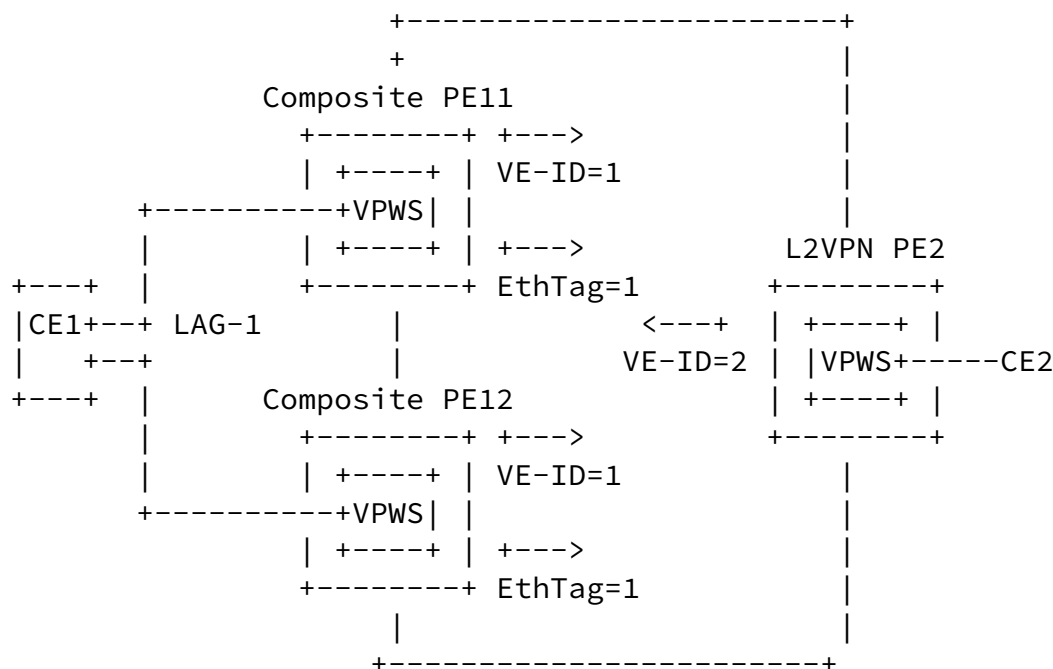 Composite PE11
VE-ID=1
VPWS
L2VPN PE2
EthTag=1
CE1 LAG-1
VE-ID=2 VPWS CE2
Composite PE12
VE-ID=1
VPWS
EthTag=1